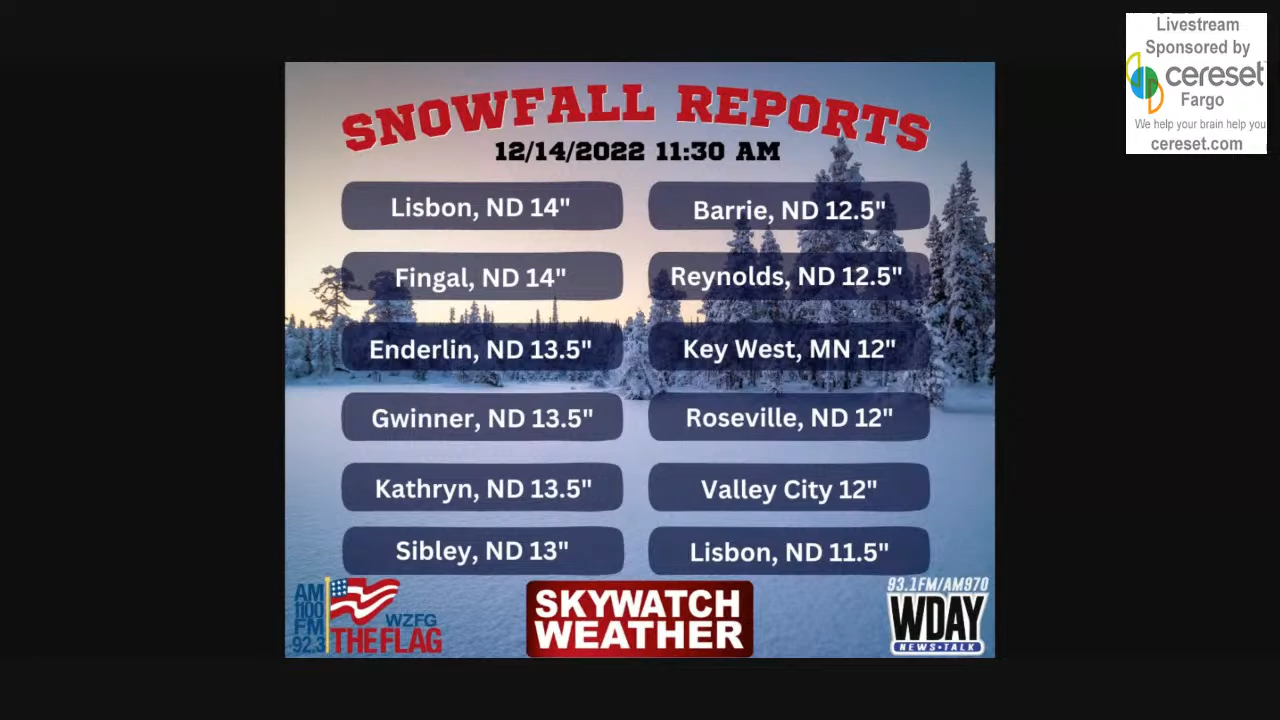 Livestream
Sponsored by
cereset
Fargo
We help your brain help you
cereset.com
SNOWFALL REPORTS
12/14/2022 11:30 AM
Lisbon, ND 14"
Barrie, ND 12.5"
Fingal, ND 14"
Reynolds, ND 12.5"
Enderlin, ND 13.5"
Key West, MN 12"
Gwinner, ND 13.5"
Roseville, ND 12"
Kathryn, ND 13.5"
Valley City 12"
Sibley, ND 13"
Lisbon, ND 11.5"
AM
1100
FM
92.3
WZFG
THE FLAG
SKYWATCH
WEATHER
93.1FM/AM970
WDAY
NEWS•TALK